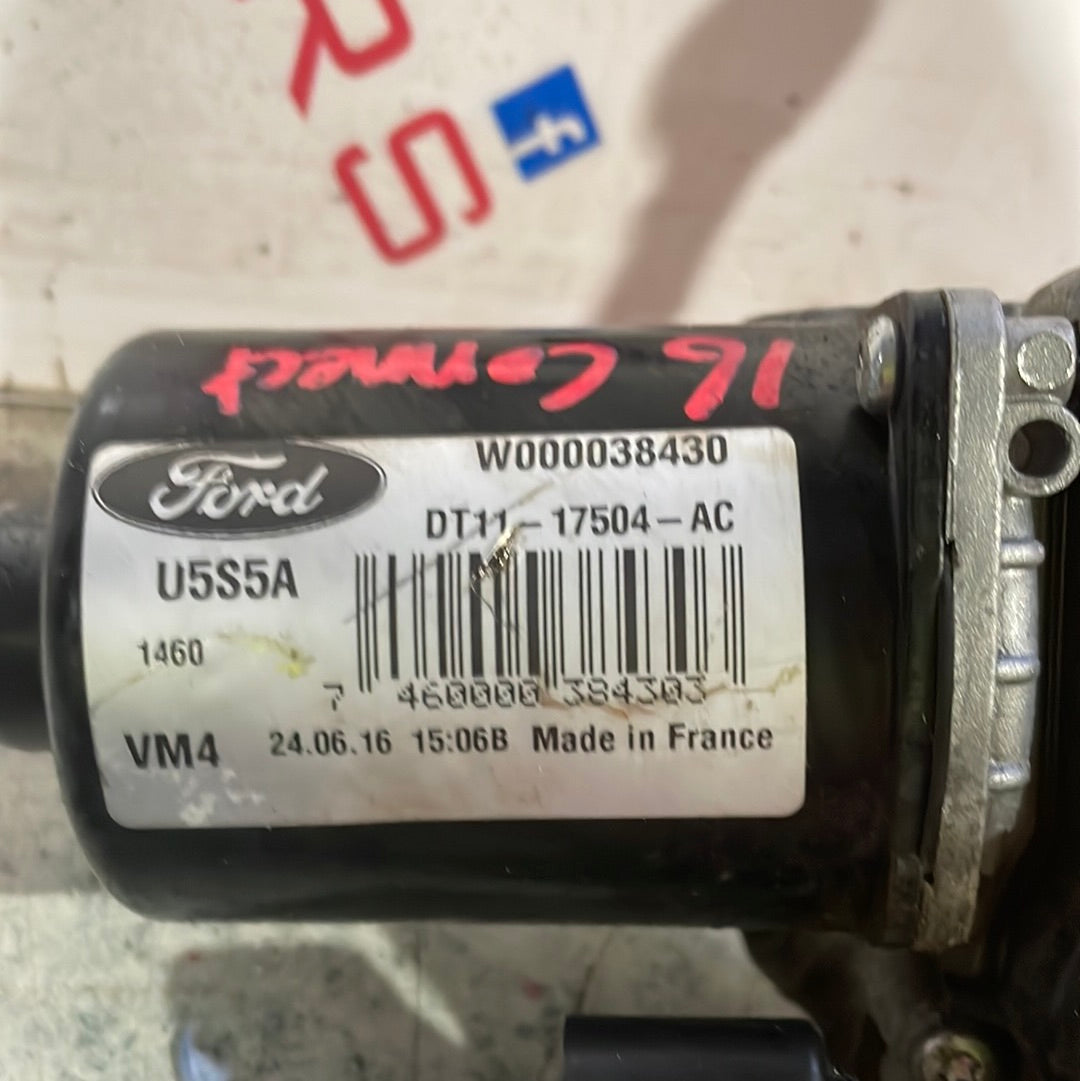 RS
16 Connect
Ford
W000038430
DT11-17504-AC
U5S5A
1460
7 460000 384303
VM4 24.06.16 15:06B Made in France